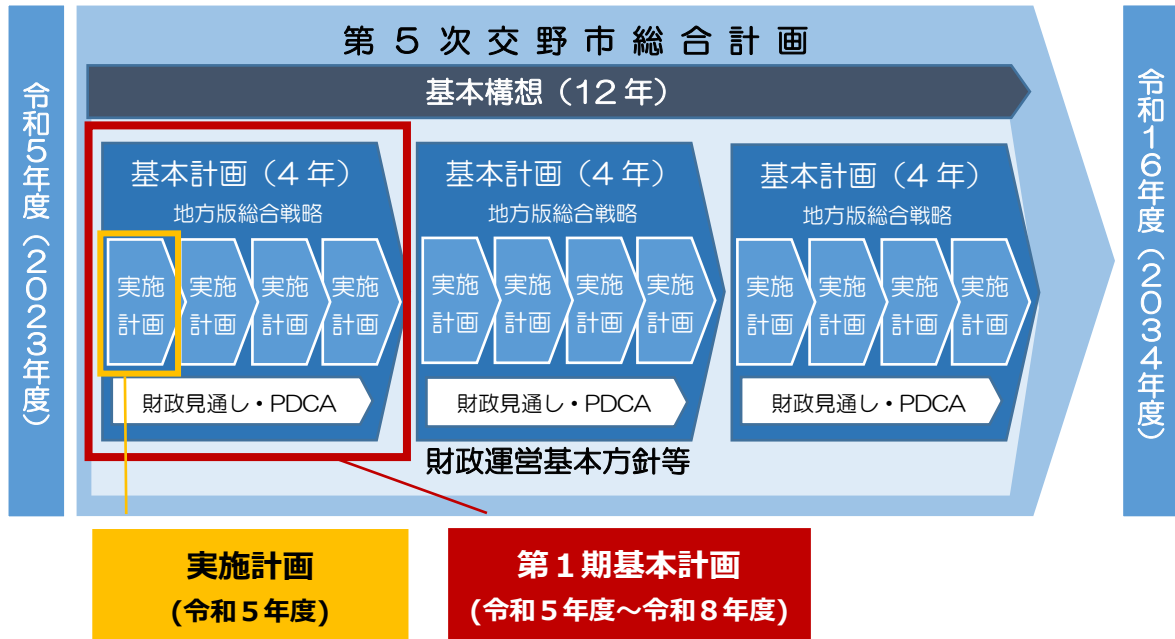 第５次交野市総合計画
令和５年度（２０２３年度）
基本構想（12年）
令和１６年度（２０３４年度）
基本計画（４年）
地方版総合戦略
実施
計画
実施
計画
実施
計画
実施
計画
財政見通し・PDCA
基本計画（４年）
地方版総合戦略
実施
計画
実施
計画
実施
計画
実施
計画
財政見通し・PDCA
基本計画（４年）
地方版総合戦略
実施
計画
実施
計画
実施
計画
実施
計画
財政見通し・PDCA
財政運営基本方針等
実施計画
(令和５年度)
第１期基本計画
(令和５年度～令和８年度)